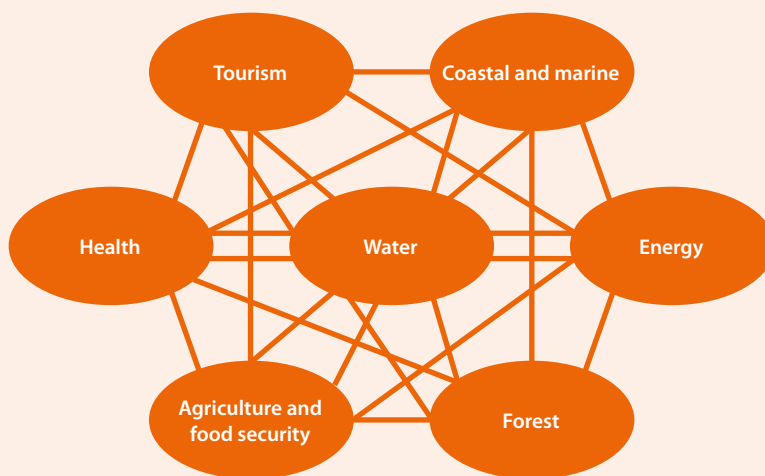 Tourism
Coastal and marine
Health
Water
Energy
Agriculture and
food security
Forest